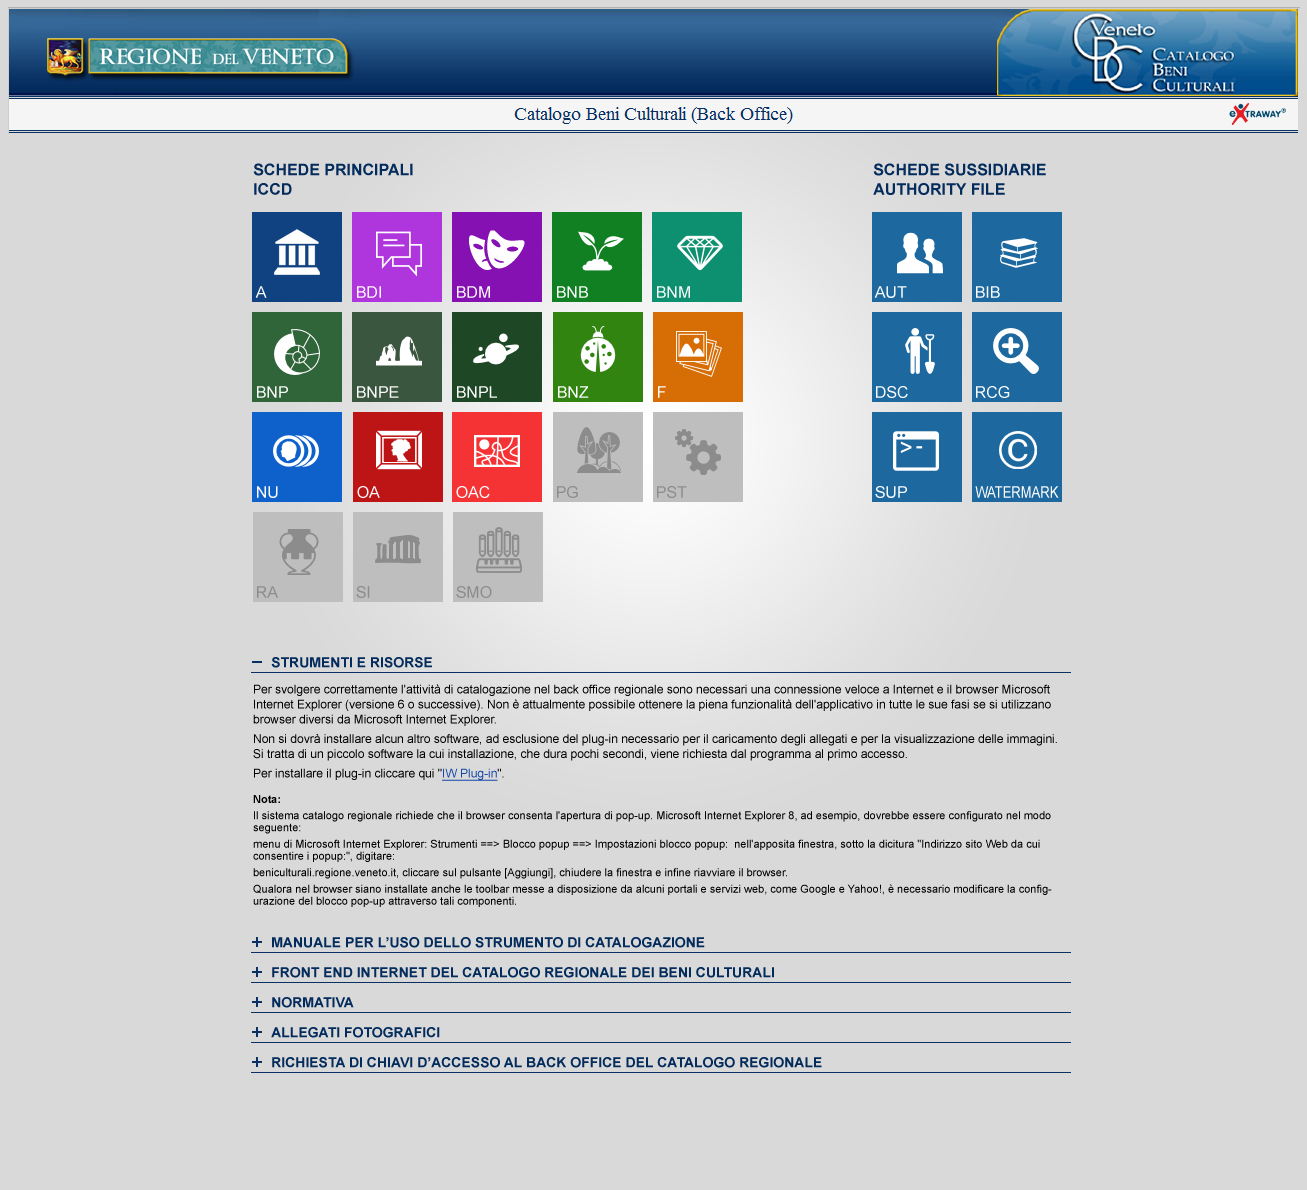 REGIONE DEL VENETO
Veneto
CBC
CATALOGO
BENI
CULTURALI
Catalogo Beni Culturali (Back Office)
eXTRAWAY®
SCHEDE PRINCIPALI
ICCD
SCHEDE SUSSIDIARIE
AUTHORITY FILE
A
BDI
BDM
BNB
BNM
AUT
BIB
BNP
BNPE
BNPL
BNZ
F
DSC
RCG
NU
OA
OAC
PG
PST
SUP
WATERMARK
RA
SI
SMO
— STRUMENTI E RISORSE
Per svolgere correttamente l'attività di catalogazione nel back office regionale sono necessari una connessione veloce a Internet e il browser Microsoft
Internet Explorer (versione 6 o successive). Non è attualmente possibile ottenere la piena funzionalità dell'applicativo in tutte le sue fasi se si utilizzano
browser diversi da Microsoft Internet Explorer.
Non si dovrà installare alcun altro software, ad esclusione del plug-in necessario per il caricamento degli allegati e per la visualizzazione delle immagini.
Si tratta di un piccolo software la cui installazione, che dura pochi secondi, viene richiesta dal programma al primo accesso.
Per installare il plug-in cliccare qui "IW Plug-in".
Nota:
Il sistema catalogo regionale richiede che il browser consenta l'apertura di pop-up. Microsoft Internet Explorer 8, ad esempio, dovrebbe essere configurato nel modo
seguente:
menu di Microsoft Internet Explorer: Strumenti ==> Blocco popup ==> Impostazioni blocco popup: nell'apposita finestra, sotto la dicitura "Indirizzo sito Web da cui
consentire i popup:", digitare:
beniculturali.regione.veneto.it, cliccare sul pulsante [Aggiungi], chiudere la finestra e infine riavviare il browser.
Qualora nel browser siano installate anche le toolbar messe a disposizione da alcuni portali e servizi web, come Google e Yahoo!, è necessario modificare la config-
urazione del blocco pop-up attraverso tali componenti.
+ MANUALE PER L'USO DELLO STRUMENTO DI CATALOGAZIONE
+ FRONT END INTERNET DEL CATALOGO REGIONALE DEI BENI CULTURALI
+ NORMATIVA
+ ALLEGATI FOTOGRAFICI
+ RICHIESTA DI CHIAVI D'ACCESSO AL BACK OFFICE DEL CATALOGO REGIONALE